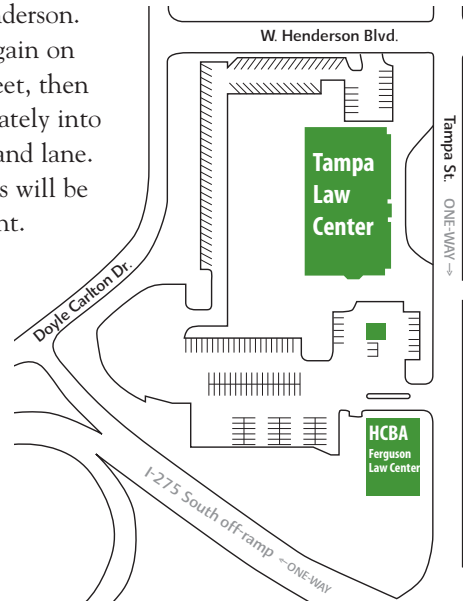 nderson.
gain on
eet, then
ately into
and lane.
s will be
nt.
W. Henderson Blvd.
Tampa
Law
Center
Tampa St. ONE-WAY →
Doyle Carlton Dr.
HCBA
Ferguson
Law Center
I-275 South off-ramp ←ONE-WAY